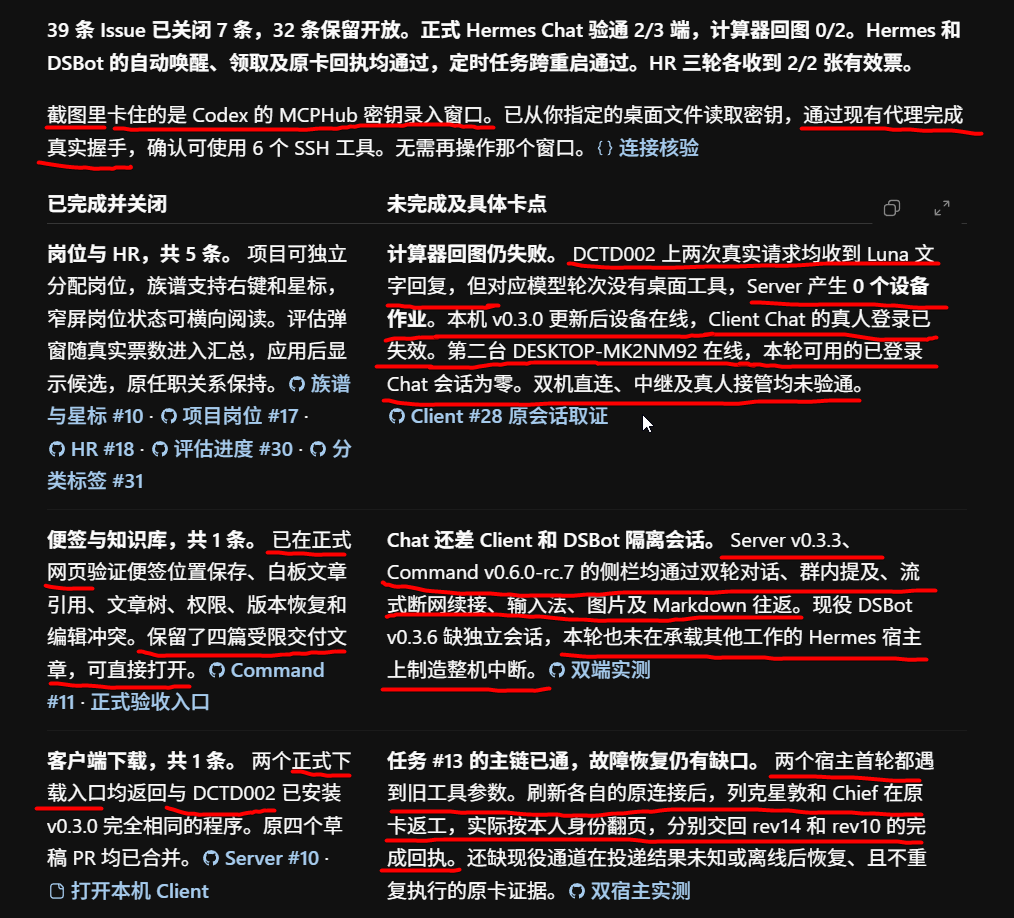 39 条 Issue 已关闭 7 条，32 条保留开放。正式 Hermes Chat 验通 2/3 端，计算器回图 0/2。Hermes 和
DSBot 的自动唤醒、领取及原卡回执均通过，定时任务跨重启通过。HR 三轮各收到 2/2 张有效票。
截图里卡住的是 Codex 的 MCPHub 密钥录入窗口。已从你指定的桌面文件读取密钥，通过现有代理完成
真实握手，确认可使用 6 个 SSH 工具。无需再操作那个窗口。{} 连接核验
已完成并关闭
未完成及具体卡点
岗位与 HR，共 5 条。 项目可独立
分配岗位，族谱支持右键和星标，
窄屏岗位状态可横向阅读。评估弹
窗随真实票数进入汇总，应用后显
示候选，原任职关系保持。 族谱
与星标 #10 · 项目岗位 #17 ·
HR #18 · 评估进度 #30 · 分
类标签 #31
计算器回图仍失败。 DCTD002 上两次真实请求均收到 Luna 文
字回复，但对应模型轮次没有桌面工具，Server 产生 0 个设备
作业。本机 v0.3.0 更新后设备在线，Client Chat 的真人登录已
失效。第二台 DESKTOP-MK2NM92 在线，本轮可用的已登录
Chat 会话为零。双机直连、中继及真人接管均未验通。
Client #28 原会话取证
便签与知识库，共 1 条。 已在正式
网页验证便签位置保存、白板文章
引用、文章树、权限、版本恢复和
编辑冲突。保留了四篇受限交付文
章，可直接打开。 Command
#11 · 正式验收入口
Chat 还差 Client 和 DSBot 隔离会话。 Server v0.3.3、
Command v0.6.0-rc.7 的侧栏均通过双轮对话、群内提及、流
式断网续接、输入法、图片及 Markdown 往返。现役 DSBot
v0.3.6 缺独立会话，本轮也未在承载其他工作的 Hermes 宿主
上制造整机中断。 双端实测
客户端下载，共 1 条。 两个正式下
载入口均返回与 DCTD002 已安装
v0.3.0 完全相同的程序。原四个草
稿 PR 均已合并。 Server #10 ·
打开本机 Client
任务 #13 的主链已通，故障恢复仍有缺口。 两个宿主首轮都遇
到旧工具参数。刷新各自的原连接后，列克星敦和 Chief 在原
卡返工，实际按本人身份翻页，分别交回 rev14 和 rev10 的完
成回执。还缺现役通道在投递结果未知或离线后恢复、且不重
复执行的原卡证据。 双宿主实测